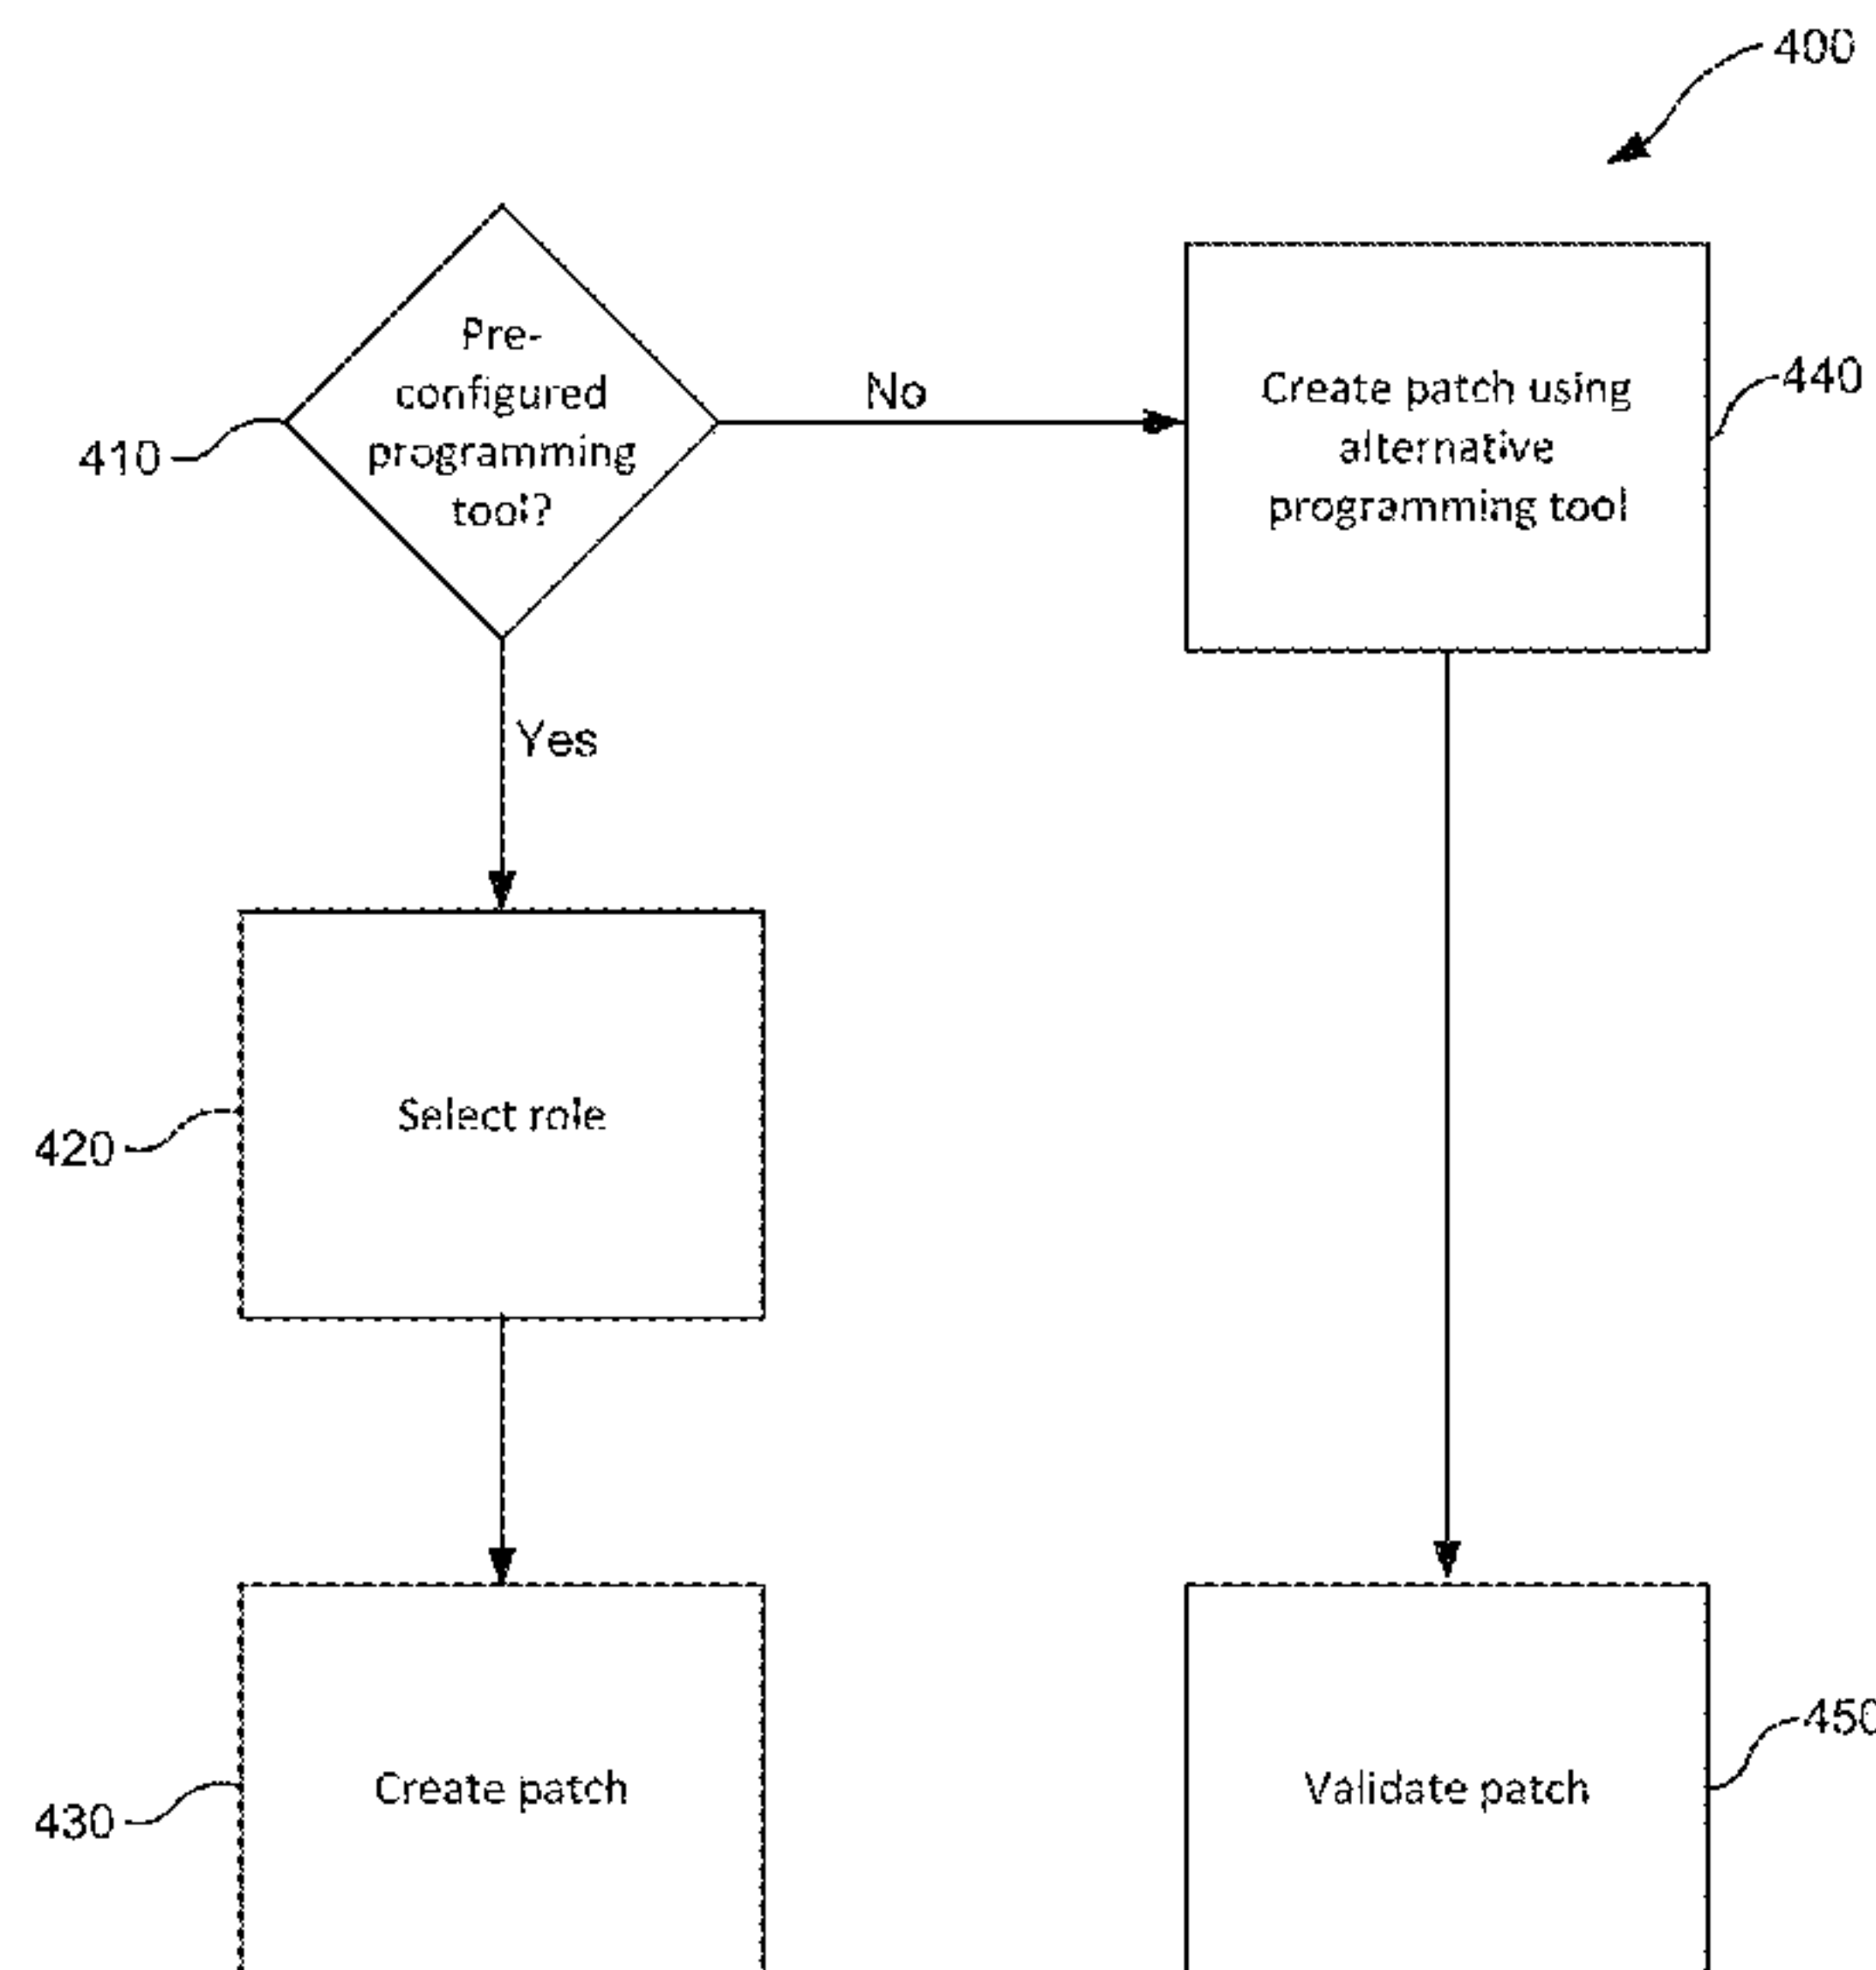 400
Pre-
configured
programming
tool?
410
No
Create patch using
alternative
programming tool
440
Yes
Select role
420
Create patch
430
Validate patch
450